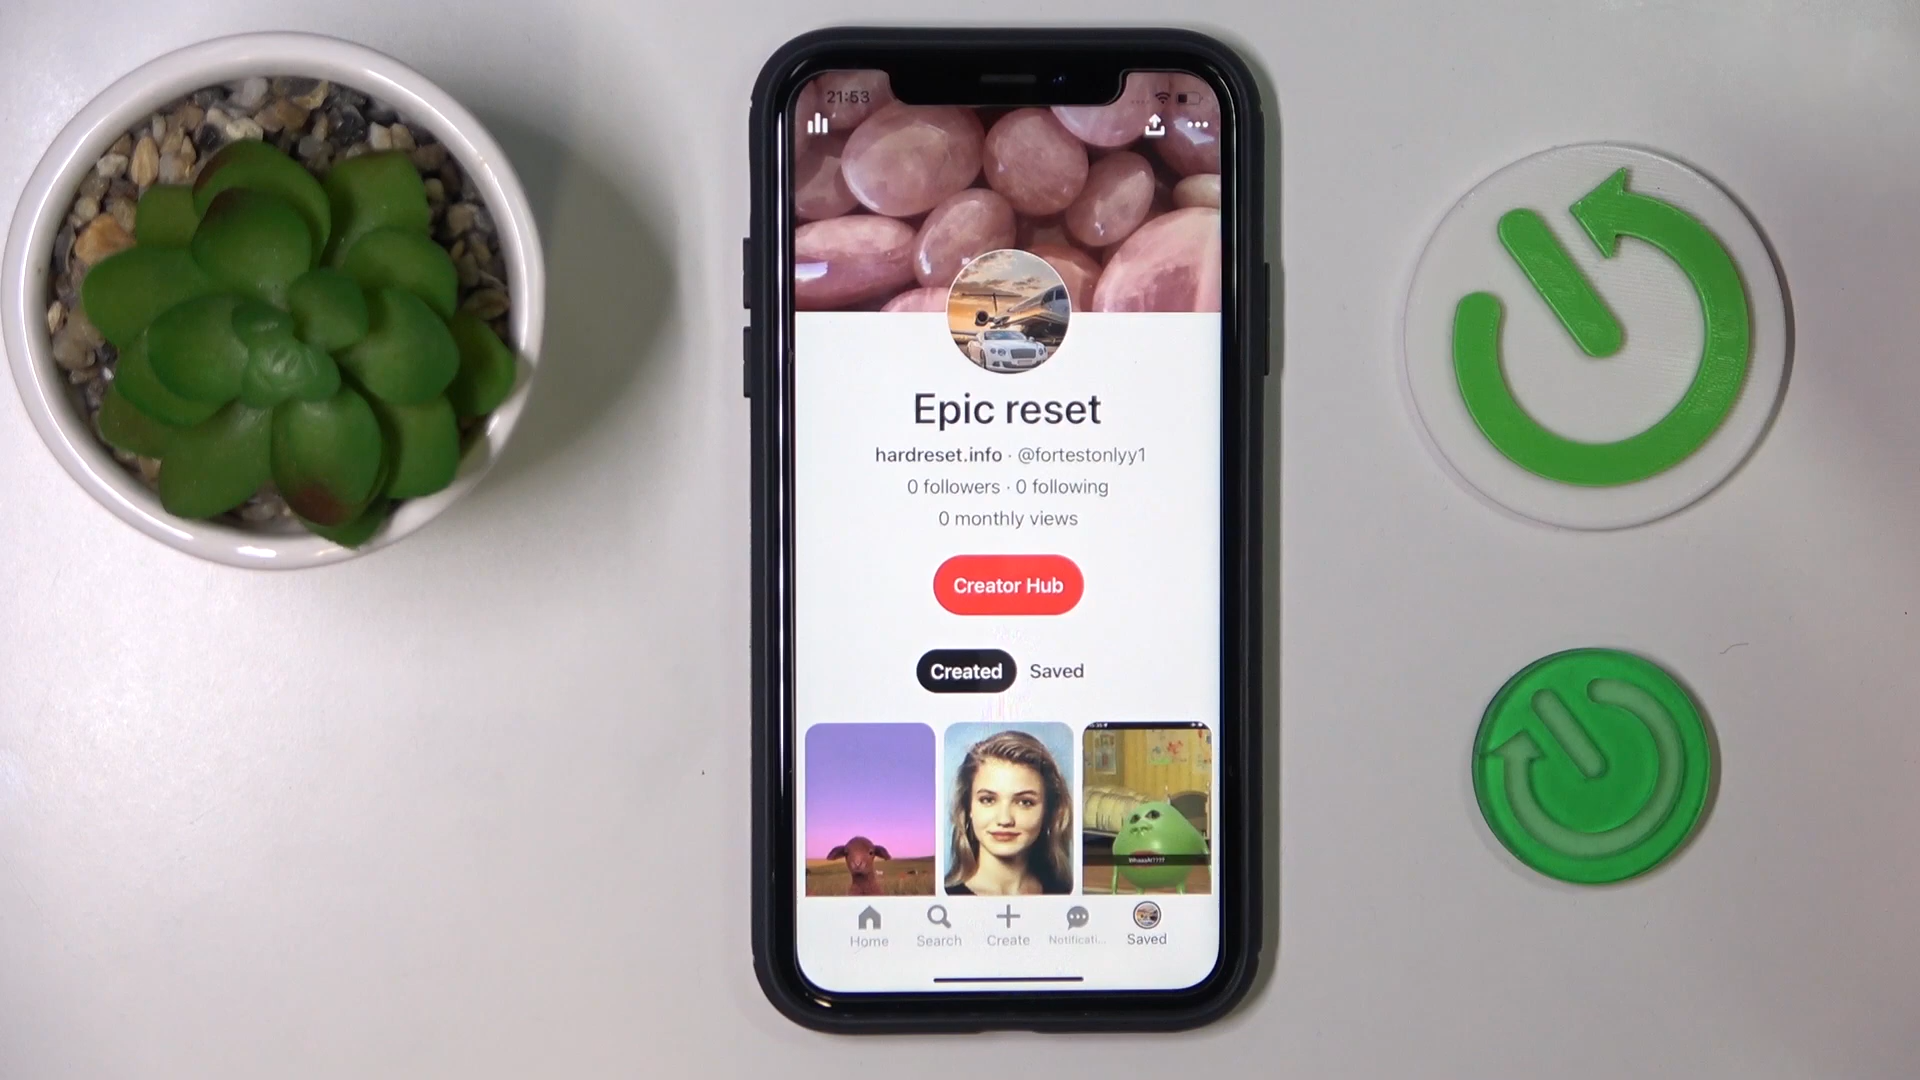 21:53
Epic reset
hardreset.info · @fortestonlyy1
0 followers · 0 following
0 monthly views
Creator Hub
Created Saved
Home Search Create Notificati... Saved